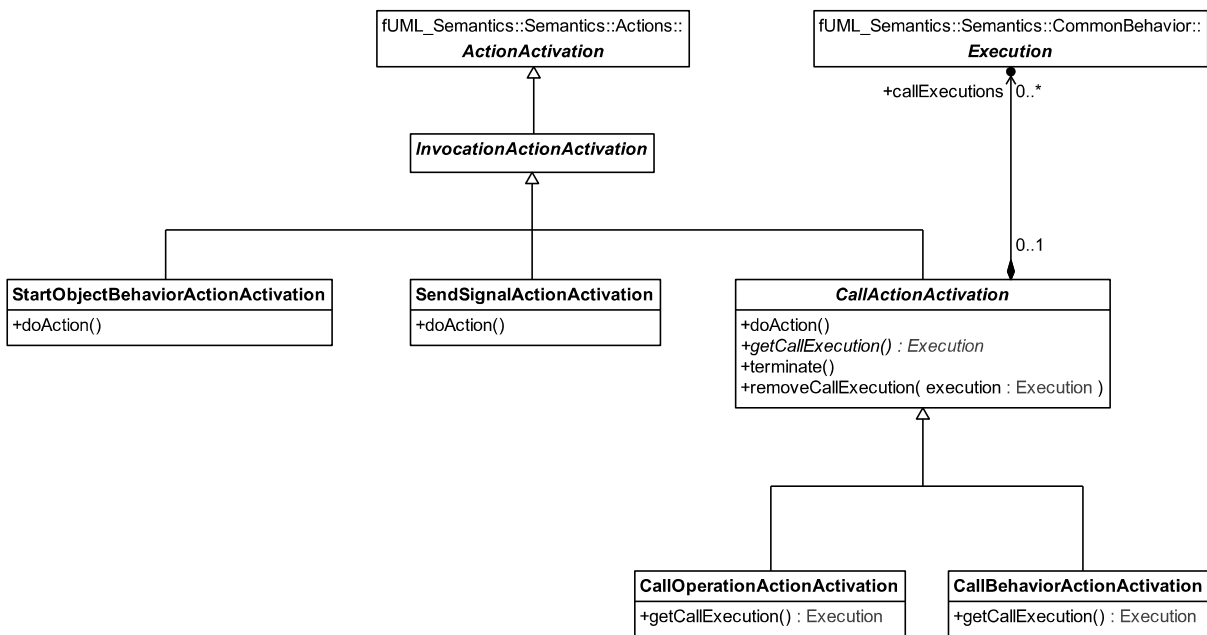 fUML_Semantics::Semantics::Actions::
ActionActivation
fUML_Semantics::Semantics::CommonBehavior::
Execution
+callExecutions 0..*
InvocationActionActivation
0..1
StartObjectBehaviorActionActivation
+doAction()
SendSignalActionActivation
+doAction()
CallActionActivation
+doAction()
+getCallExecution() : Execution
+terminate()
+removeCallExecution( execution : Execution )
CallOperationActionActivation
+getCallExecution() : Execution
CallBehaviorActionActivation
+getCallExecution() : Execution